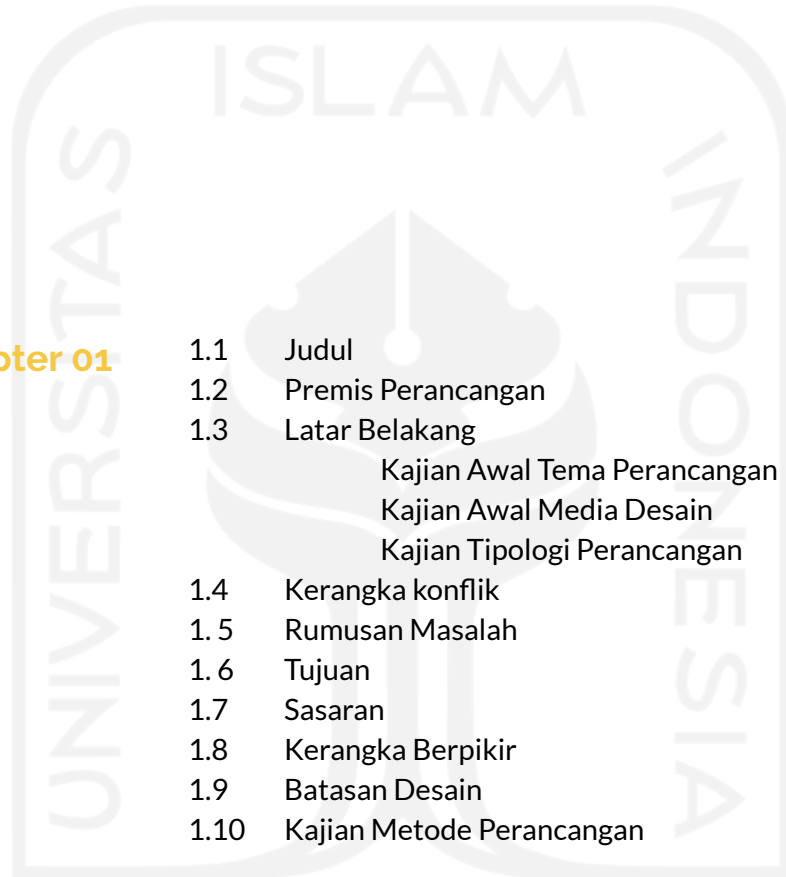 ISLAM
UNIVERSITAS
INDONESIA
pter 01
1.1 Judul
1.2 Premis Perancangan
1.3 Latar Belakang
Kajian Awal Tema Perancangan
Kajian Awal Media Desain
Kajian Tipologi Perancangan
1.4 Kerangka konflik
1. 5 Rumusan Masalah
1. 6 Tujuan
1.7 Sasaran
1.8 Kerangka Berpikir
1.9 Batasan Desain
1.10 Kajian Metode Perancangan